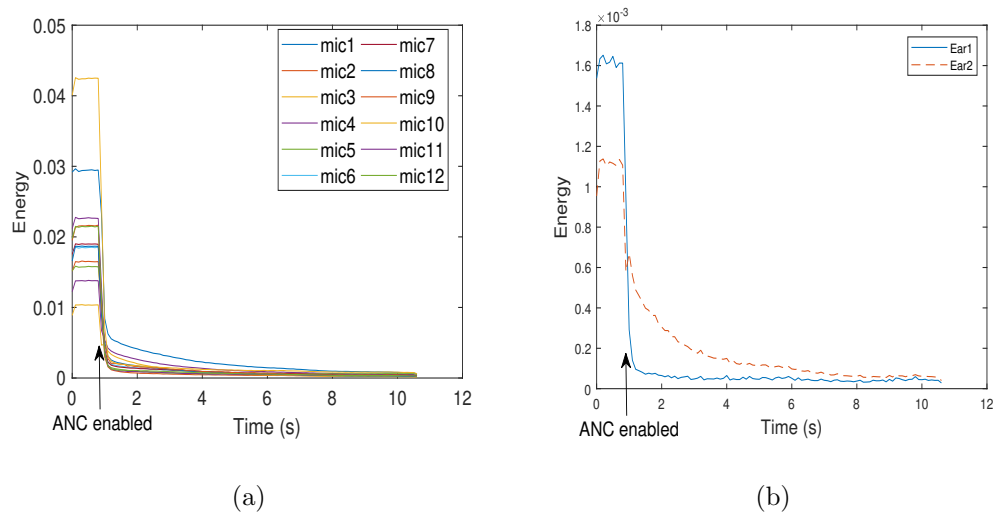 0.05
0.04
0.03
0.02
0.01
0
Energy
0 2 4 6 8 10 12
Time (s)
ANC enabled
mic1 mic7
mic2 mic8
mic3 mic9
mic4 mic10
mic5 mic11
mic6 mic12
(a)
×10⁻³
1.8
1.6
1.4
1.2
1
0.8
0.6
0.4
0.2
0
Energy
0 2 4 6 8 10 12
Time (s)
ANC enabled
Ear1
Ear2
(b)